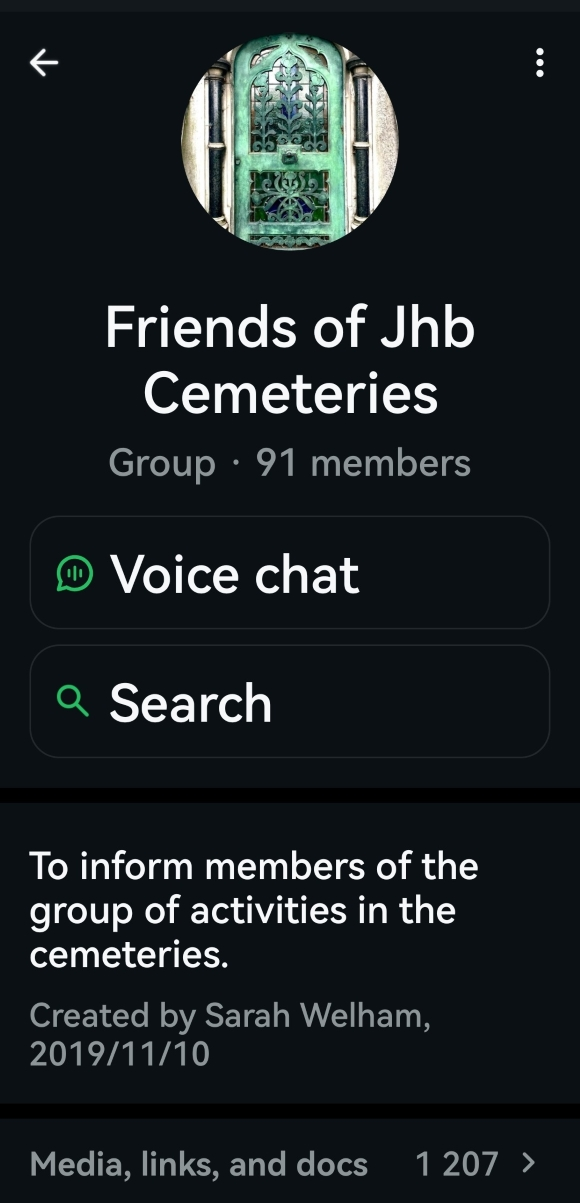 Friends of Jhb
Cemeteries
Group · 91 members
Voice chat
Search
To inform members of the
group of activities in the
cemeteries.
Created by Sarah Welham,
2019/11/10
Media, links, and docs 1 207